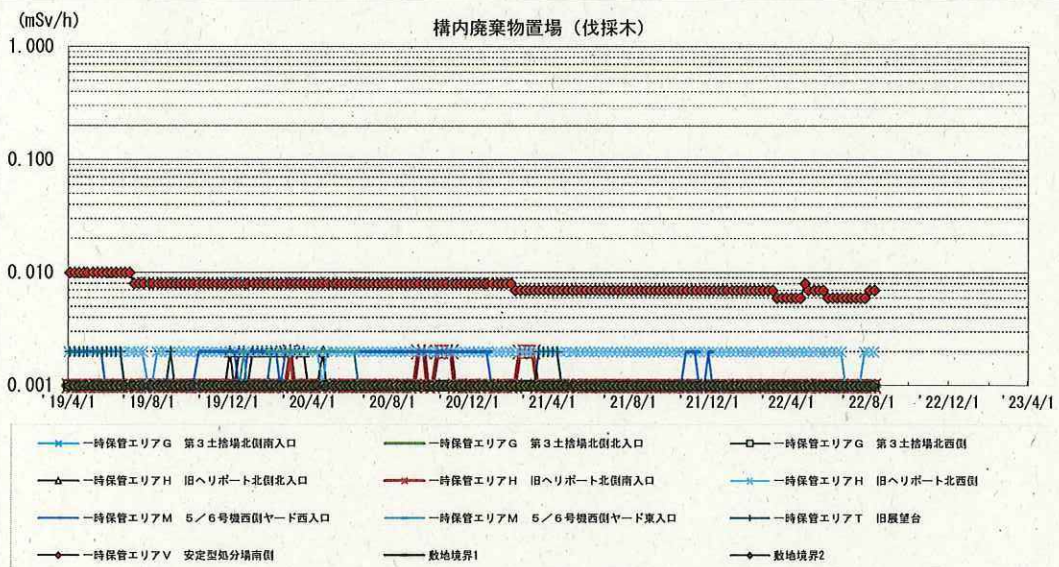 (mSv/h)
構内廃棄物置場（伐採木）
1.000
0.100
0.010
0.001
19/4/1 19/8/1 19/12/1 20/4/1 20/8/1 20/12/1 21/4/1 21/8/1 21/12/1 22/4/1 22/8/1 22/12/1 23/4/1
一時保管エリアG 第3土捨場北側南入口 一時保管エリアG 第3土捨場北側北入口 一時保管エリアG 第3土捨場北西側
一時保管エリアH 旧ヘリポート北側北入口 一時保管エリアH 旧ヘリポート北側南入口 一時保管エリアH 旧ヘリポート北西側
一時保管エリアM 5／6号機西側ヤード西入口 一時保管エリアM 5／6号機西側ヤード東入口 一時保管エリアT 旧展望台
一時保管エリアV 安定型処分場南側 敷地境界1 敷地境界2